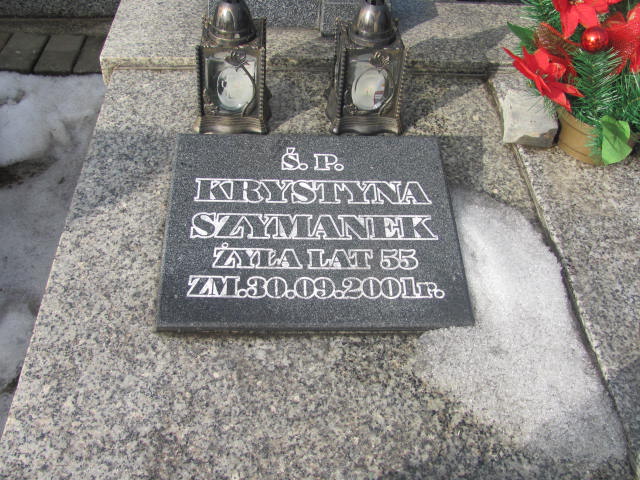 Ś. P.
KRYSTYNA
SZYMANEK
ŻYŁA LAT 55
ZM.30.09.2001r.